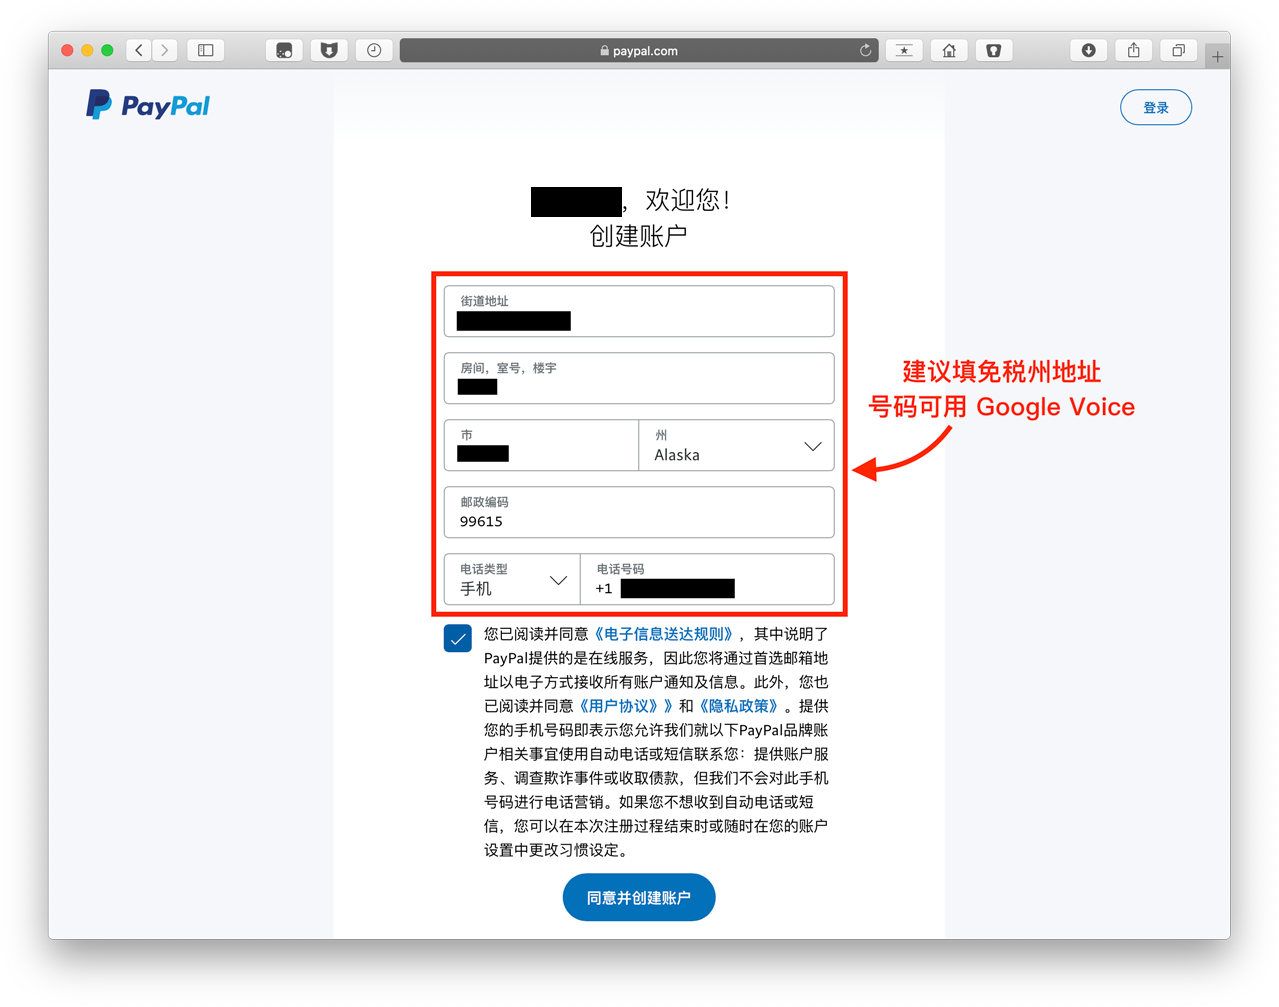 paypal.com
PayPal
登录
，欢迎您！
创建账户
街道地址
房间，室号，楼宇
市
州
Alaska
邮政编码
99615
电话类型
手机
电话号码
+1
建议填免税州地址
号码可用 Google Voice
您已阅读并同意《电子信息送达规则》，其中说明了
PayPal提供的是在线服务，因此您将通过首选邮箱地
址以电子方式接收所有账户通知及信息。此外，您也
已阅读并同意《用户协议》》和《隐私政策》。提供
您的手机号码即表示您允许我们就以下PayPal品牌账
户相关事宜使用自动电话或短信联系您：提供账户服
务、调查欺诈事件或收取债款，但我们不会对此手机
号码进行电话营销。如果您不想收到自动电话或短
信，您可以在本次注册过程结束时或随时在您的账户
设置中更改习惯设定。
同意并创建账户